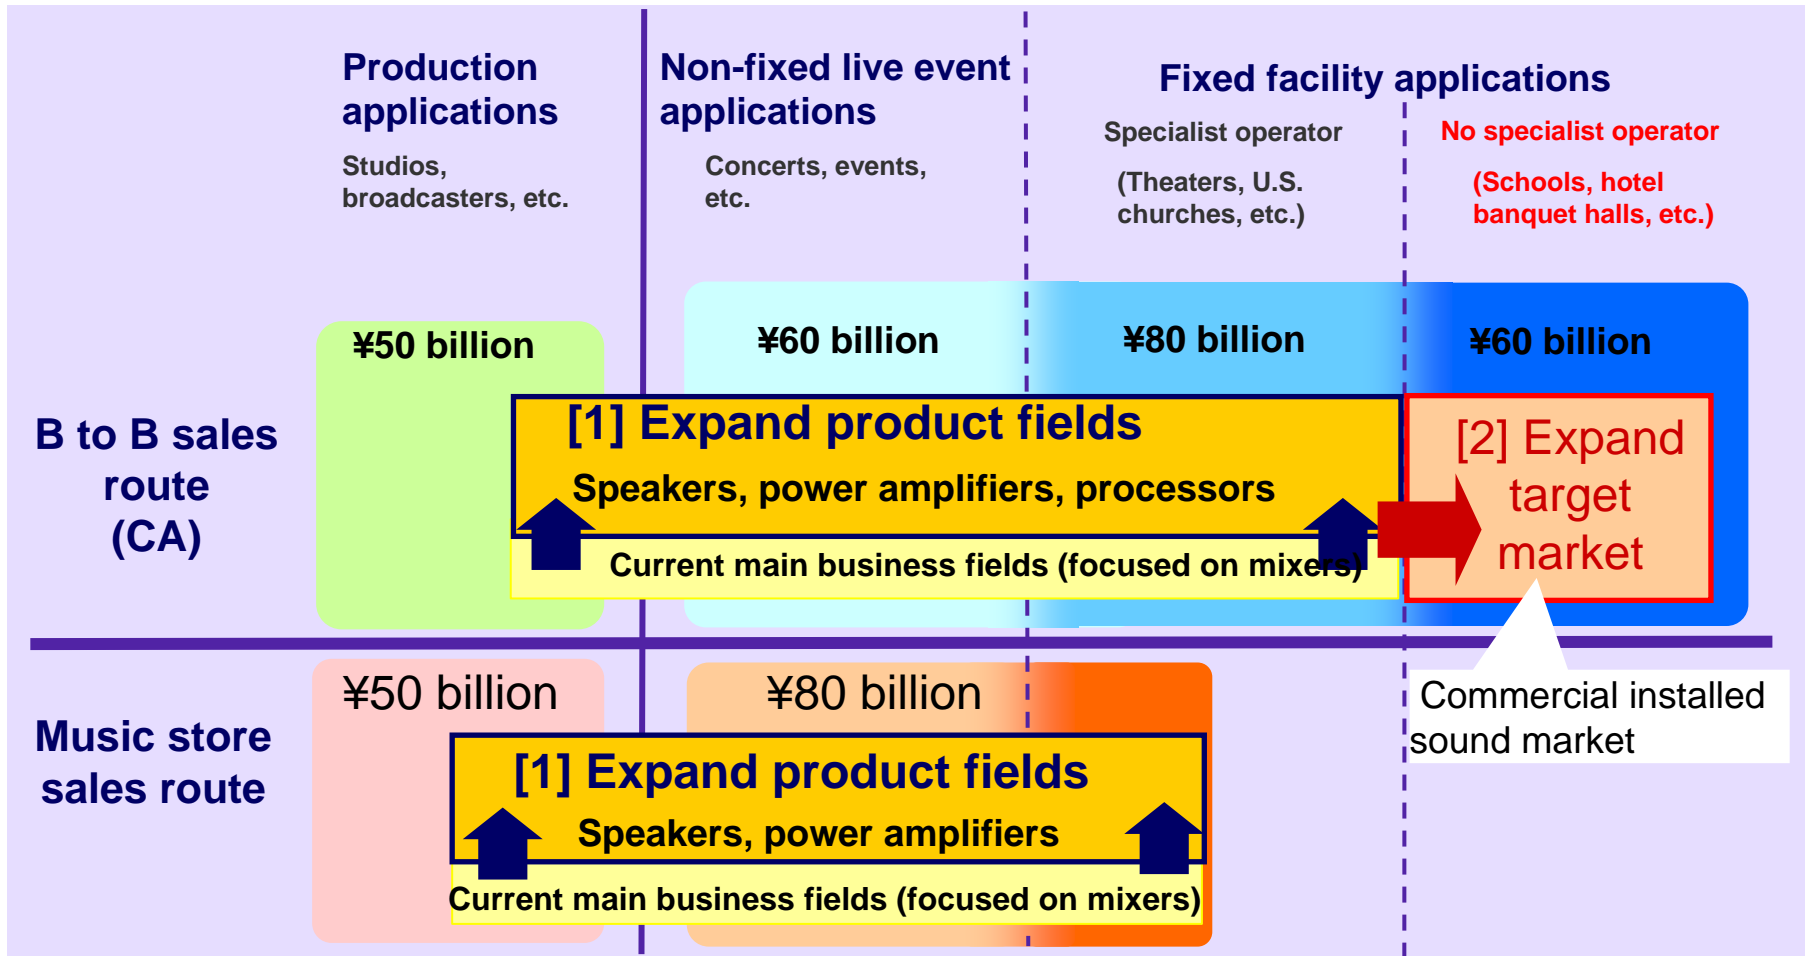 Production
applications
Studios,
broadcasters, etc.
Non-fixed live event
applications
Concerts, events,
etc.
Fixed facility applications
Specialist operator
(Theaters, U.S.
churches, etc.)
No specialist operator
(Schools, hotel
banquet halls, etc.)
B to B sales
route
(CA)
¥50 billion
¥60 billion
¥80 billion
¥60 billion
[1] Expand product fields
Speakers, power amplifiers, processors
Current main business fields (focused on mixers)
[2] Expand
target
market
Commercial installed
sound market
Music store
sales route
¥50 billion
¥80 billion
[1] Expand product fields
Speakers, power amplifiers
Current main business fields (focused on mixers)